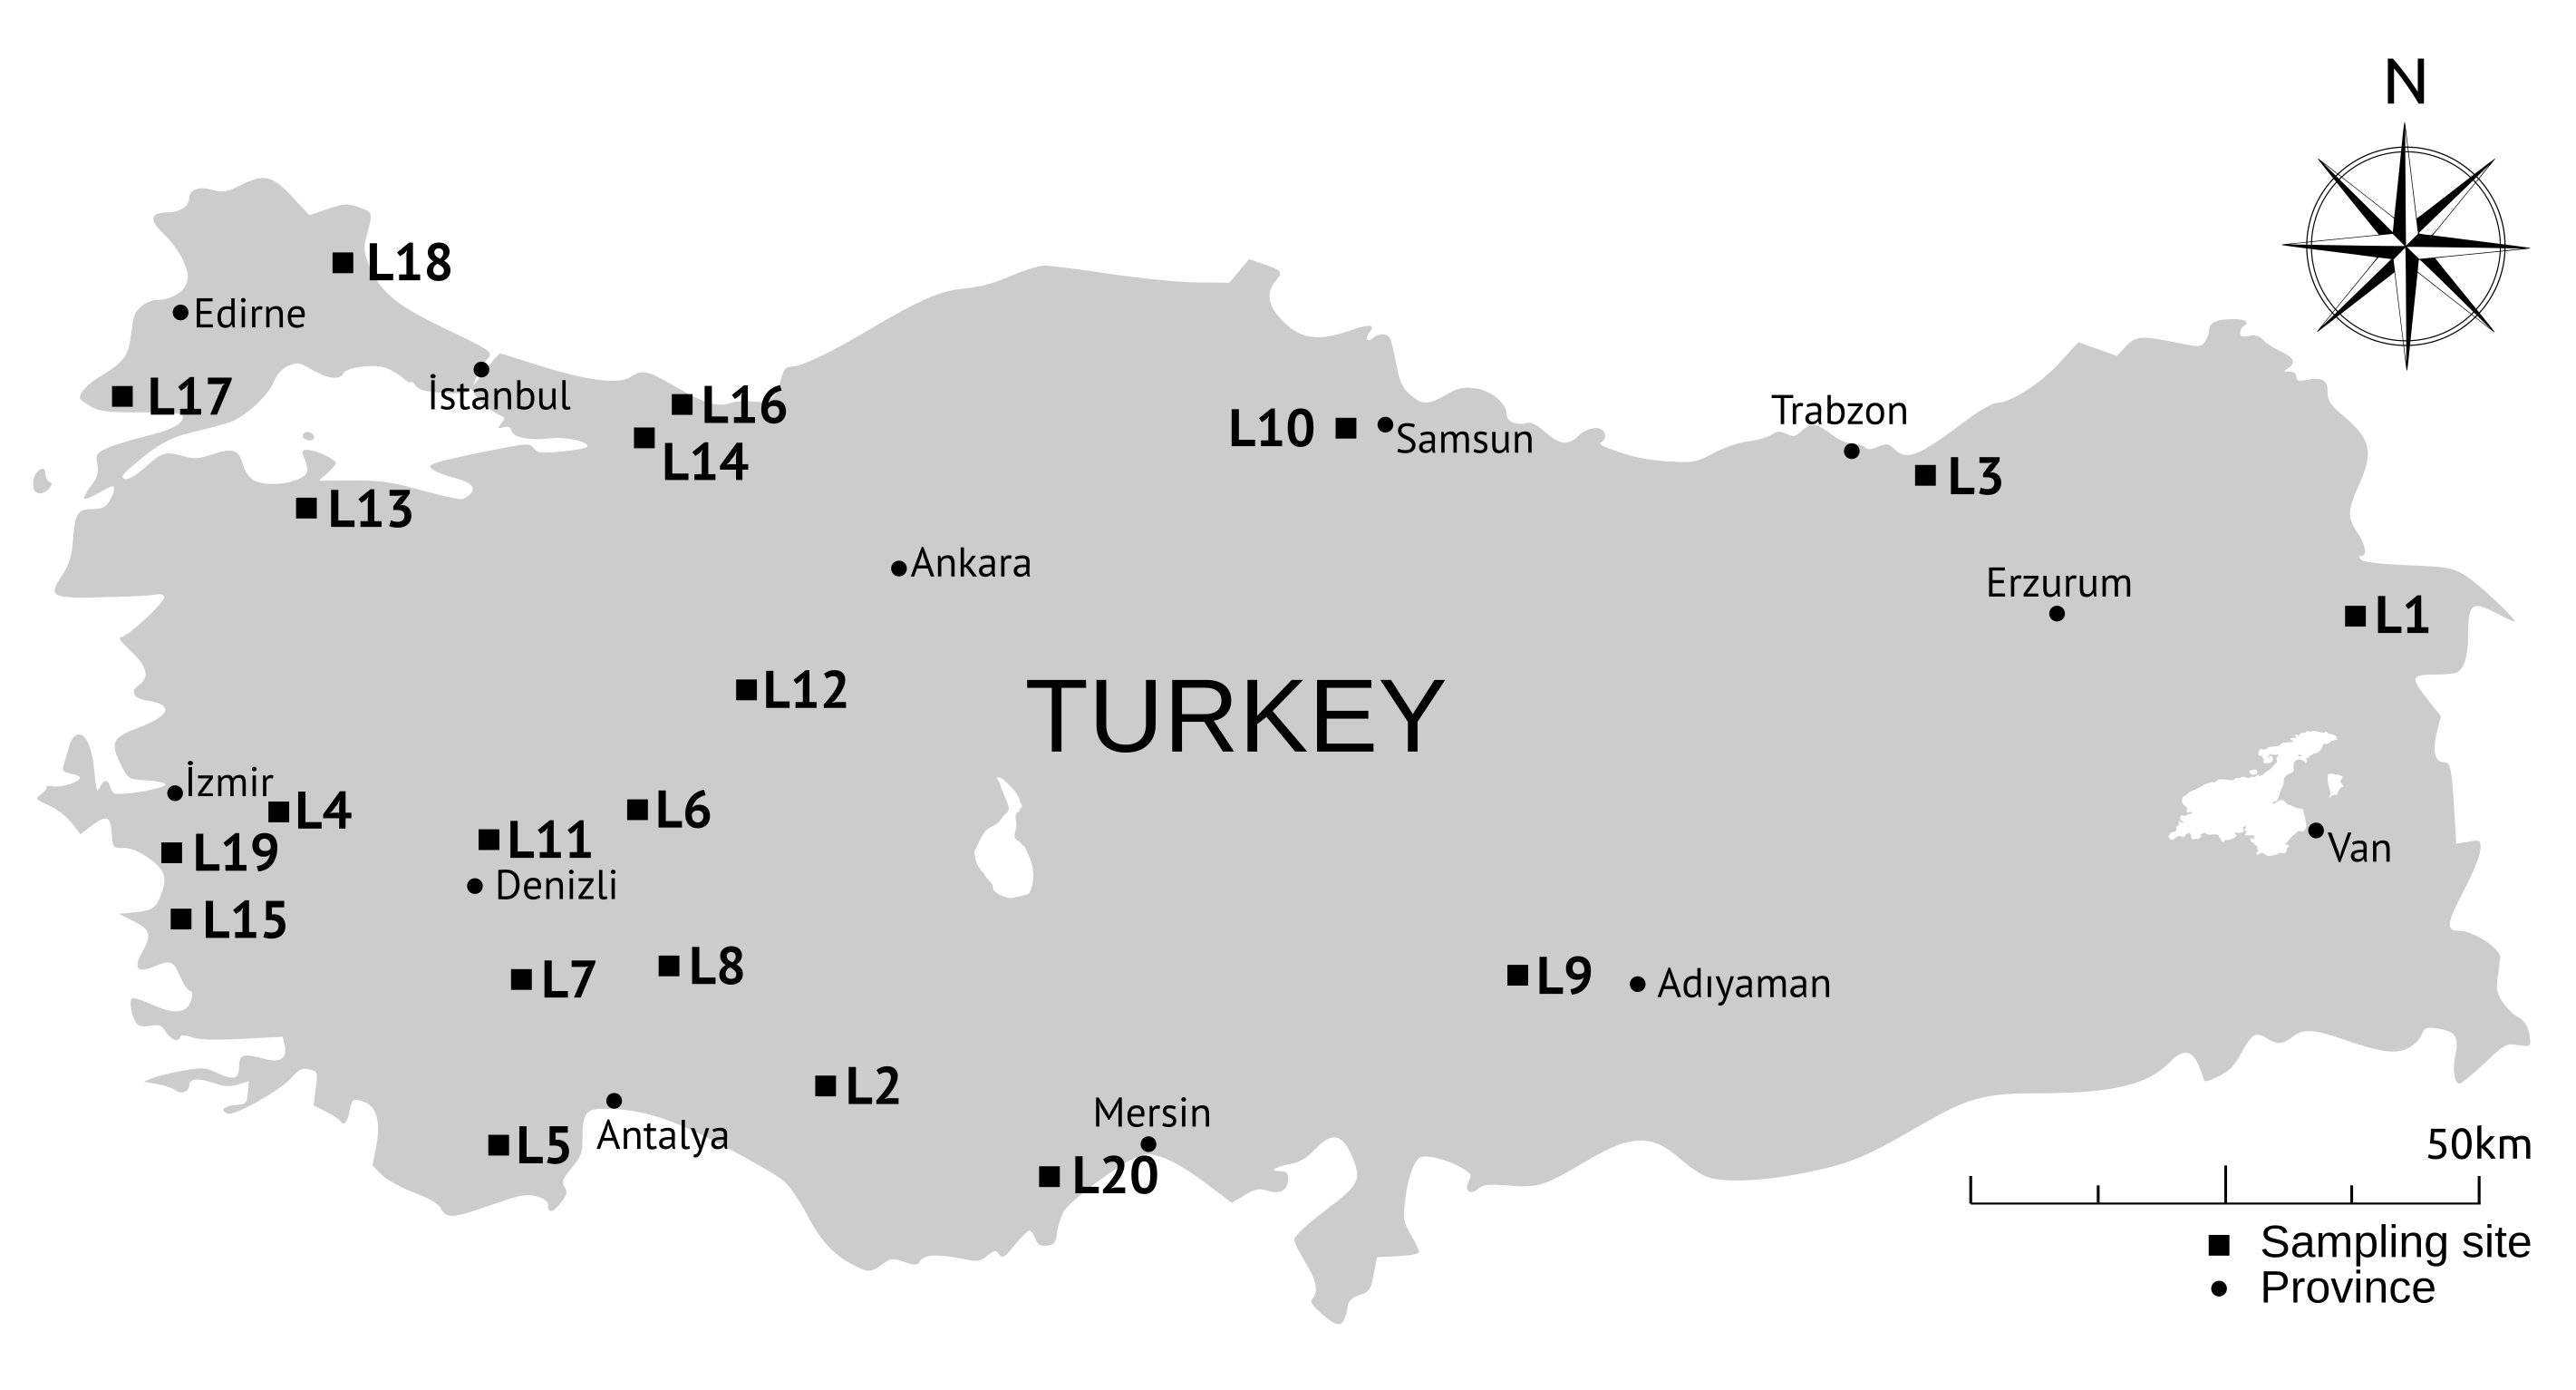 N
L18
Edirne
L17
İstanbul
L16
L14
L10
Samsun
Trabzon
L3
L13
Ankara
Erzurum
L1
L12
TURKEY
İzmir
L4
L6
L11
L19
Van
Denizli
L15
L8
L7
L9
Adıyaman
L2
Mersin
Antalya
L5
L20
50km
Sampling site
Province